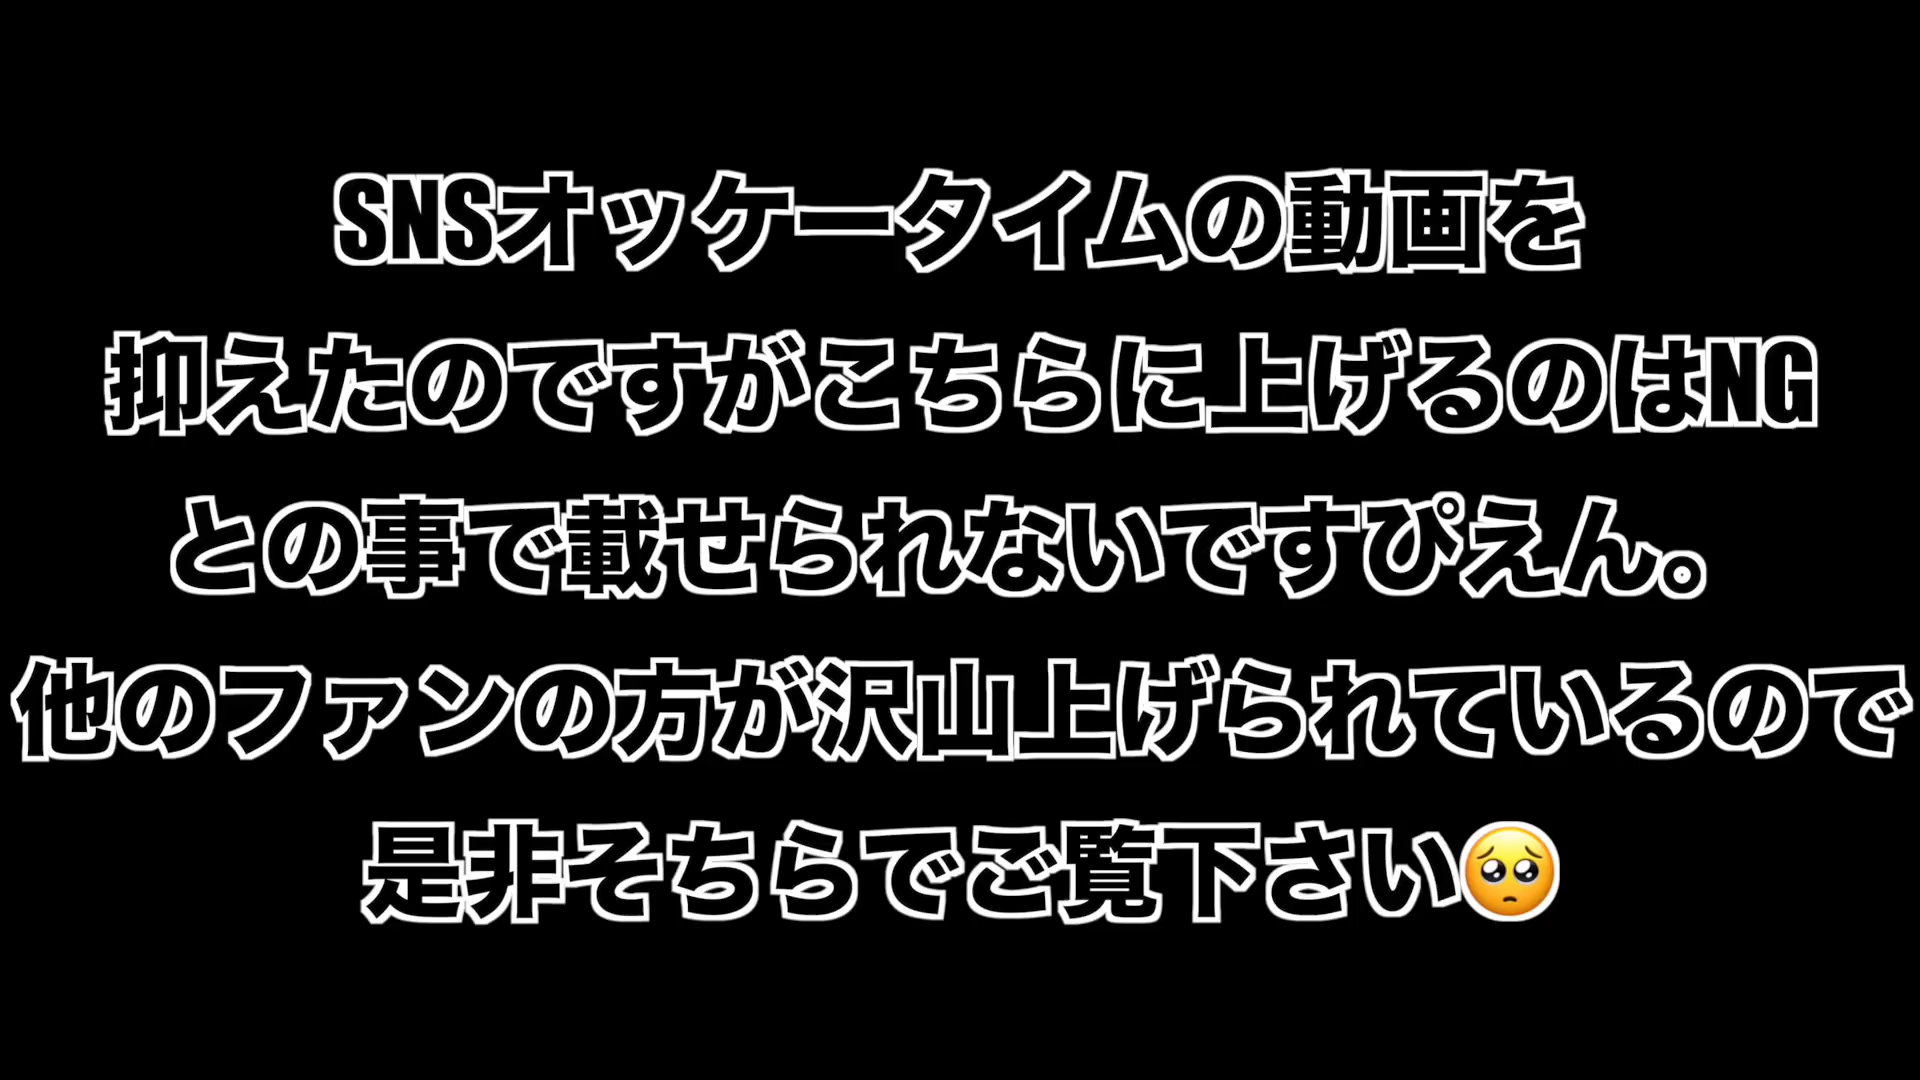 SNSオッケータイムの動画を
抑えたのですがこちらに上げるのはNG
との事で載せられないですぴえん。
他のファンの方が沢山上げられているので
是非そちらでご覧下さい🥺